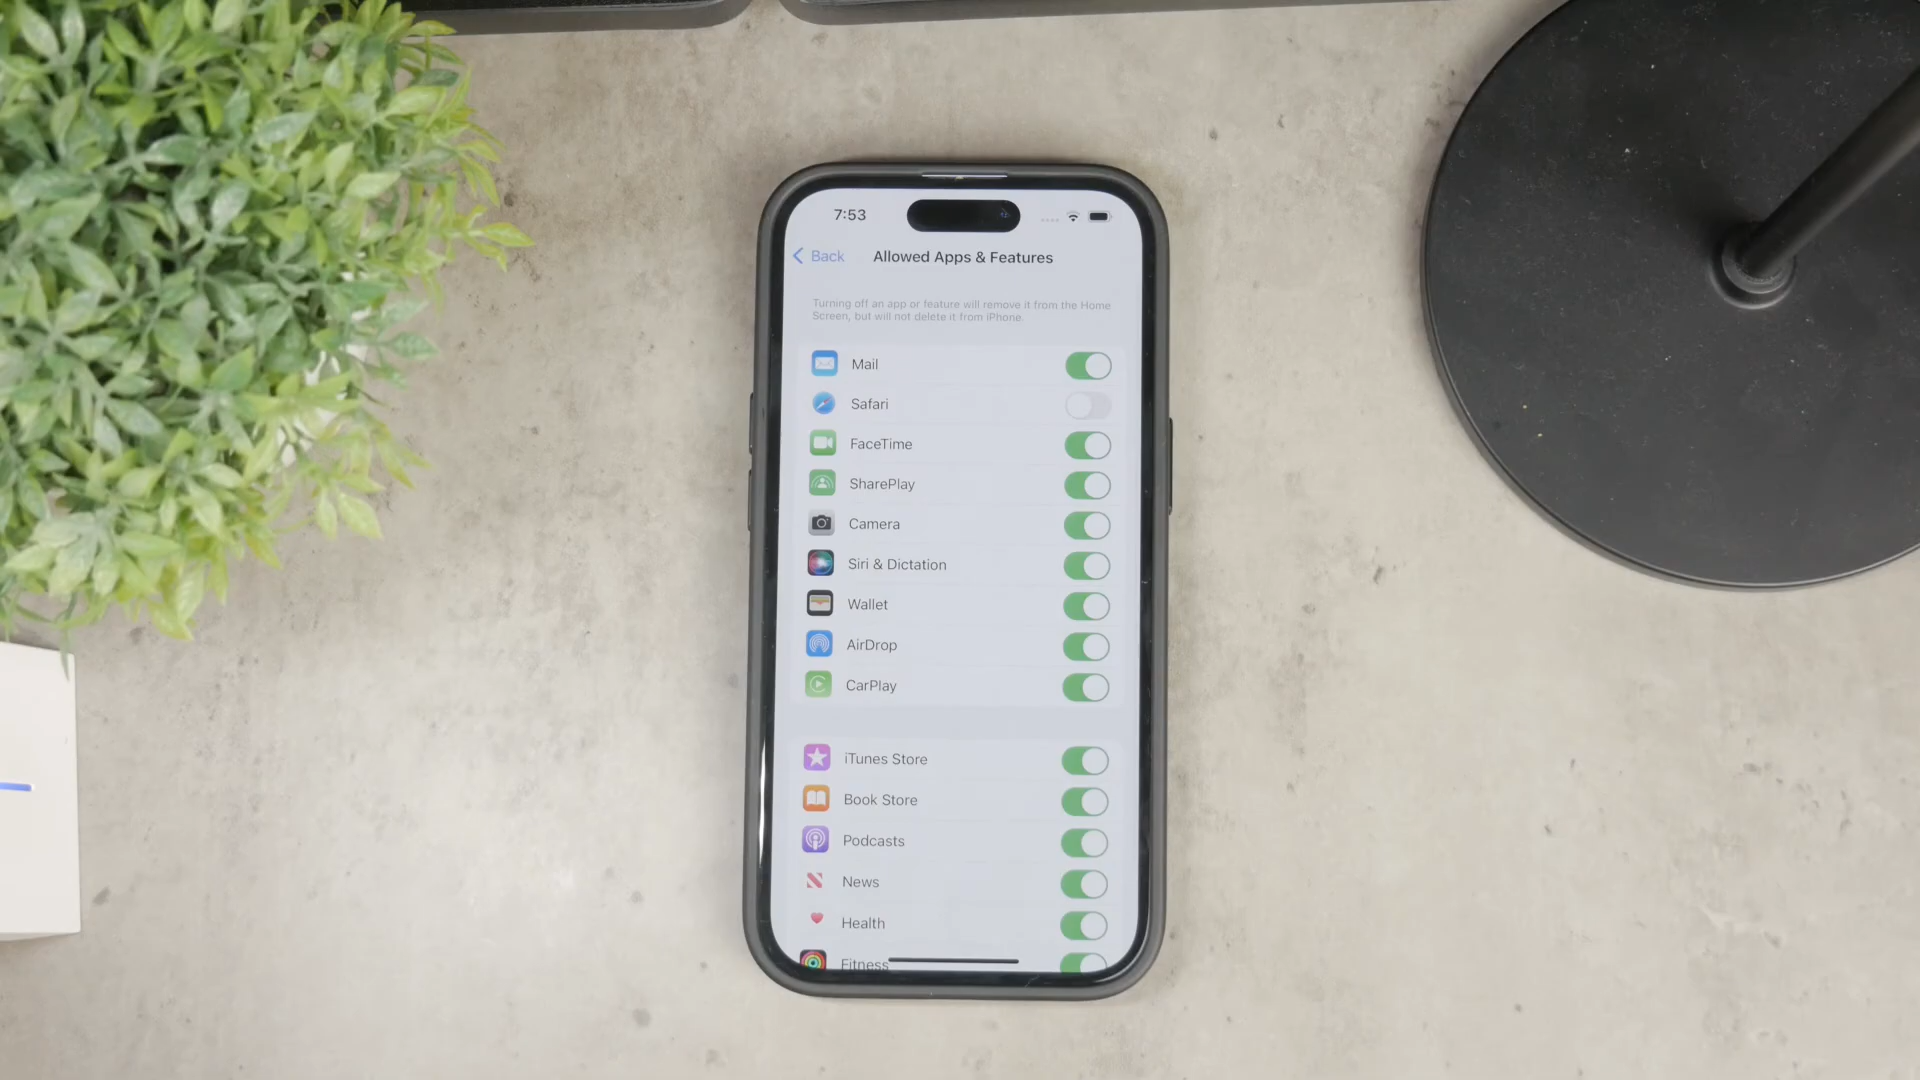 7:53
Back
Allowed Apps & Features
Turning off an app or feature will remove it from the Home
Screen, but will not delete it from iPhone.
Mail
Safari
FaceTime
SharePlay
Camera
Siri & Dictation
Wallet
AirDrop
CarPlay
iTunes Store
Book Store
Podcasts
News
Health
Fitness